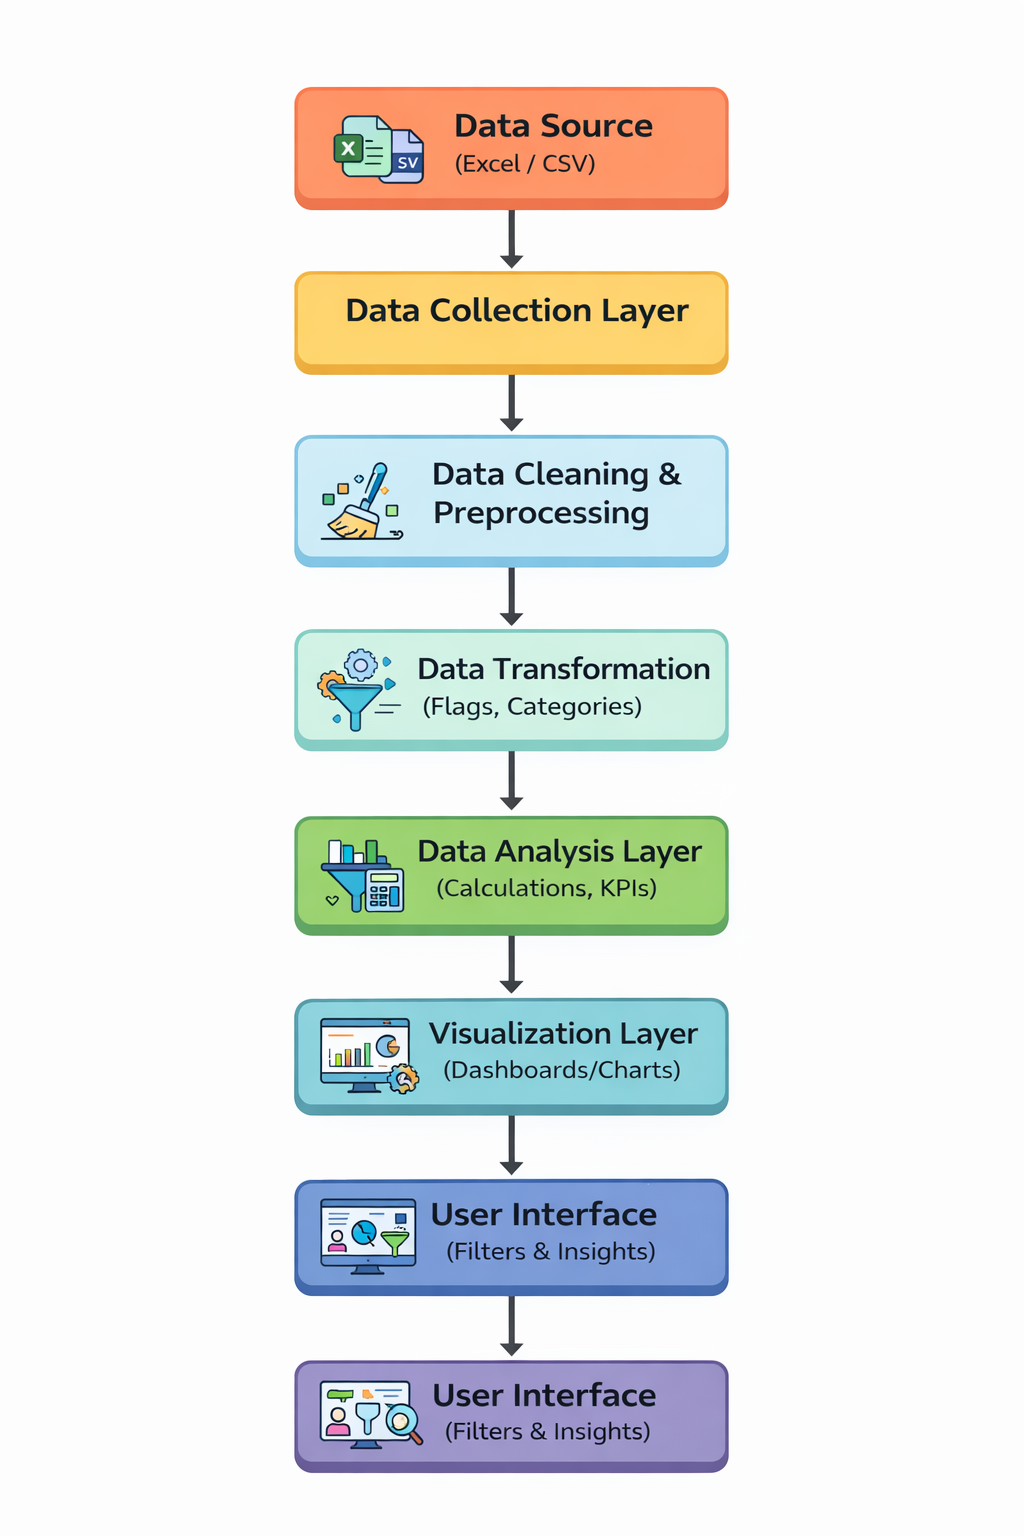 Data Source
(Excel / CSV)
X
SV
Data Collection Layer
Data Cleaning &
Preprocessing
Data Transformation
(Flags, Categories)
Data Analysis Layer
(Calculations, KPIs)
Visualization Layer
(Dashboards/Charts)
User Interface
(Filters & Insights)
User Interface
(Filters & Insights)